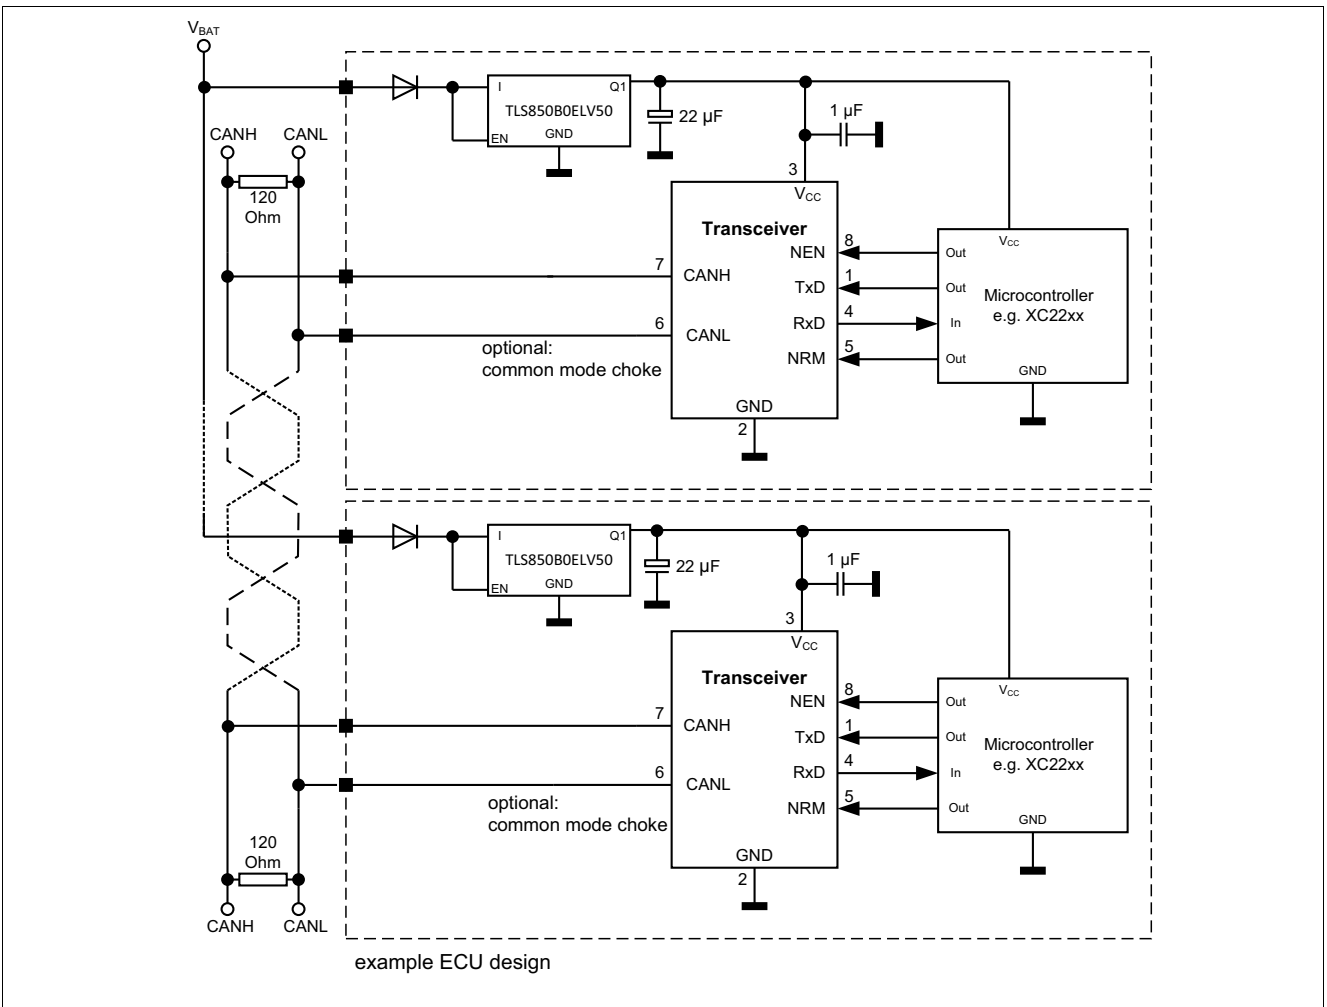 VBAT
I
Q1
TLS850B0ELV50
EN
GND
22 µF
1 µF
CANH
CANL
120
Ohm
3
VCC
Transceiver
NEN
8
Out
VCC
TxD
1
Out
Microcontroller
e.g. XC22xx
RxD
4
In
NRM
5
Out
GND
7
CANH
6
CANL
optional:
common mode choke
GND
2
I
Q1
TLS850B0ELV50
EN
GND
22 µF
1 µF
3
VCC
Transceiver
NEN
8
Out
VCC
TxD
1
Out
Microcontroller
e.g. XC22xx
RxD
4
In
NRM
5
Out
GND
7
CANH
6
CANL
optional:
common mode choke
GND
2
120
Ohm
CANH
CANL
example ECU design